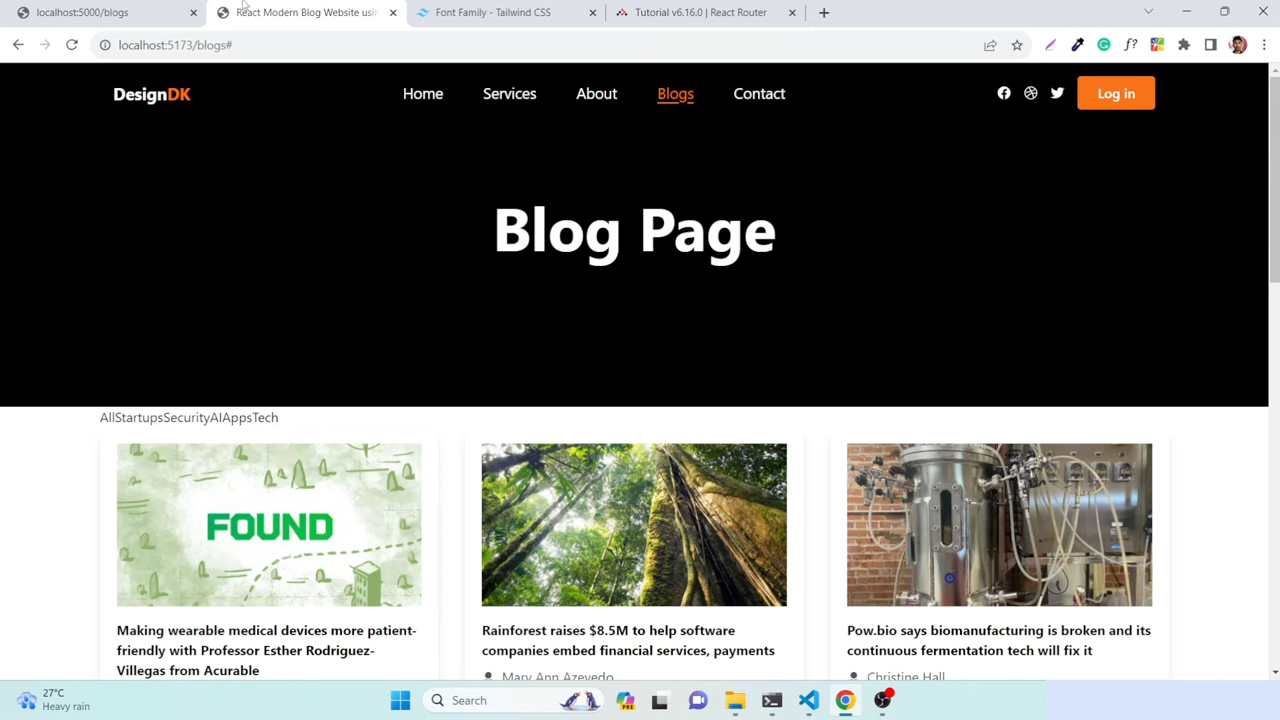 localhost:5000/blogs
React Modern Blog Website usin
Font Family - Tailwind CSS
Tutorial v6.16.0 | React Router
localhost:5173/blogs#
DesignDK
Home
Services
About
Blogs
Contact
Log in
Blog Page
AllStartupsSecurityAIAppsTech
FOUND
Making wearable medical devices more patient-
friendly with Professor Esther Rodriguez-
Villegas from Acurable
Rainforest raises $8.5M to help software
companies embed financial services, payments
Mary Ann Azevedo
Pow.bio says biomanufacturing is broken and its
continuous fermentation tech will fix it
Christine Hall
27°C
Heavy rain
Search
PRE